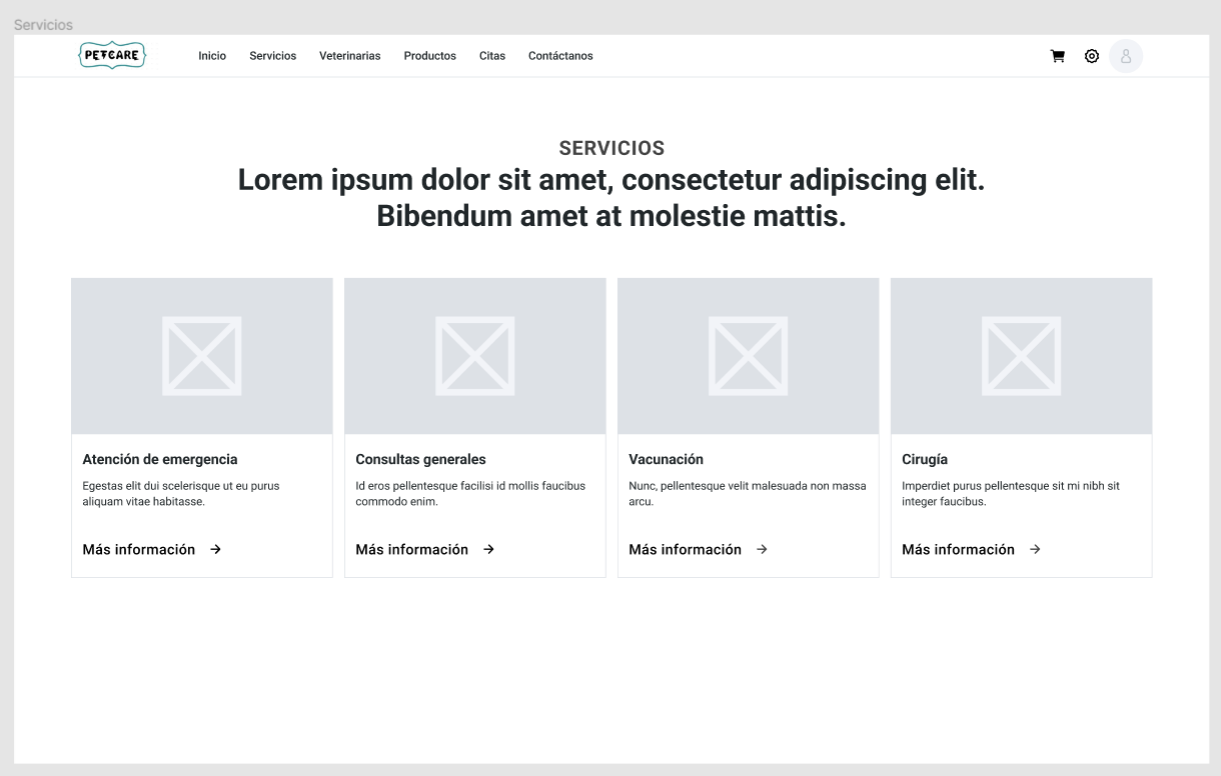 Servicios
PETCARE
Inicio Servicios Veterinarias Productos Citas Contáctanos
SERVICIOS
Lorem ipsum dolor sit amet, consectetur adipiscing elit.
Bibendum amet at molestie mattis.
Atención de emergencia
Egestas elit dui scelerisque ut eu purus
aliquam vitae habitasse.
Más información
Consultas generales
Id eros pellentesque facilisi id mollis faucibus
commodo enim.
Más información
Vacunación
Nunc, pellentesque velit malesuada non massa
arcu.
Más información
Cirugía
Imperdiet purus pellentesque sit mi nibh sit
integer faucibus.
Más información